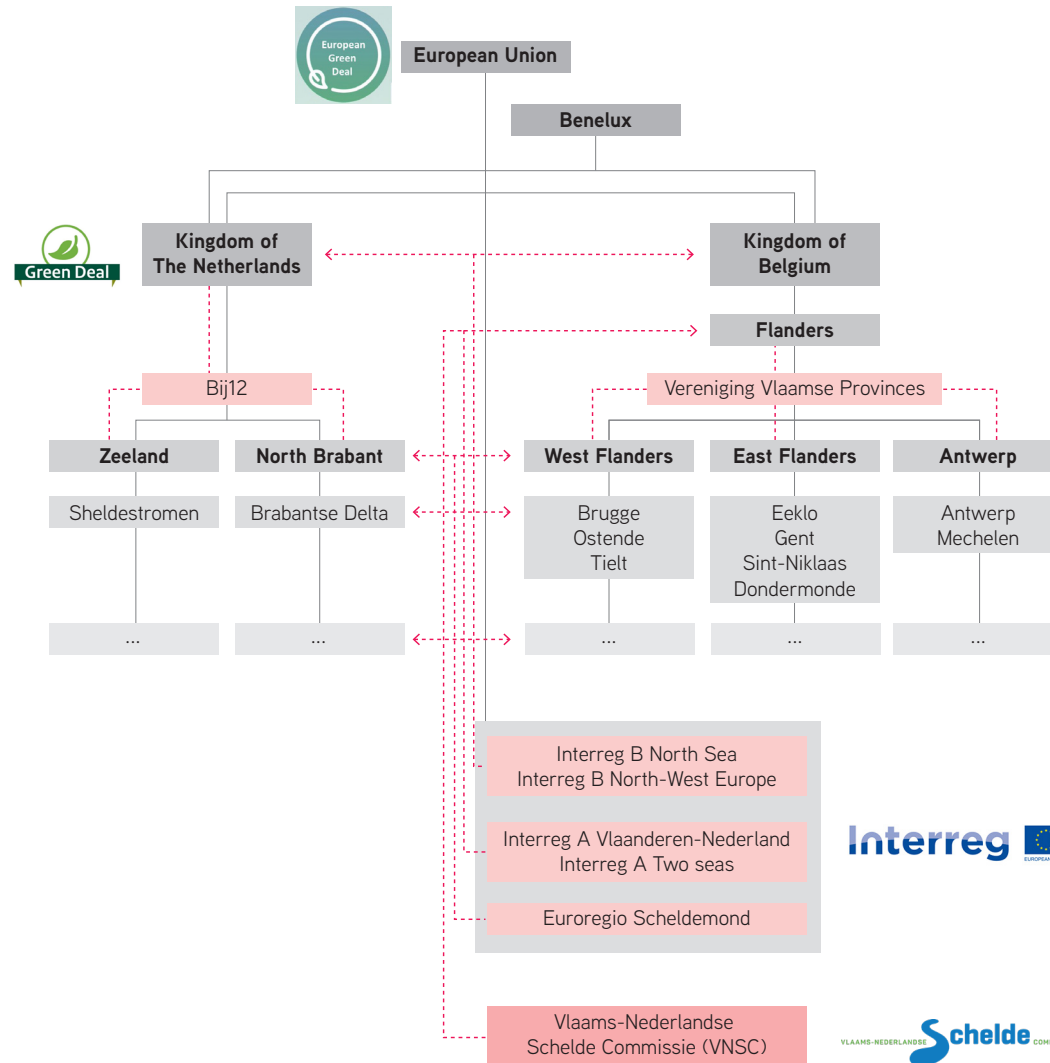 European
Green
Deal
European Union
Benelux
Green Deal
Kingdom of
The Netherlands
Kingdom of
Belgium
Flanders
Bij12
Vereniging Vlaamse Provinces
Zeeland
North Brabant
West Flanders
East Flanders
Antwerp
Sheldestromen
Brabantse Delta
Brugge
Ostende
Tielt
Eeklo
Gent
Sint-Niklaas
Dondermonde
Antwerp
Mechelen
...
...
...
...
...
Interreg B North Sea
Interreg B North-West Europe
Interreg A Vlaanderen-Nederland
Interreg A Two seas
Interreg
EUROPEAN
Euroregio Scheldemond
Vlaams-Nederlandse
Schelde Commissie (VNSC)
VLAAMS-NEDERLANDSE Schelde COM